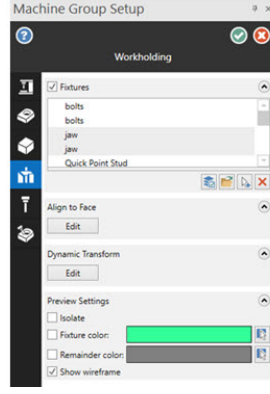 Machine Group Setup
Workholding
Fixtures
bolts
bolts
jaw
jaw
Quick Point Stud
Align to Face
Edit
Dynamic Transform
Edit
Preview Settings
Isolate
Fixture color:
Remainder color:
Show wireframe